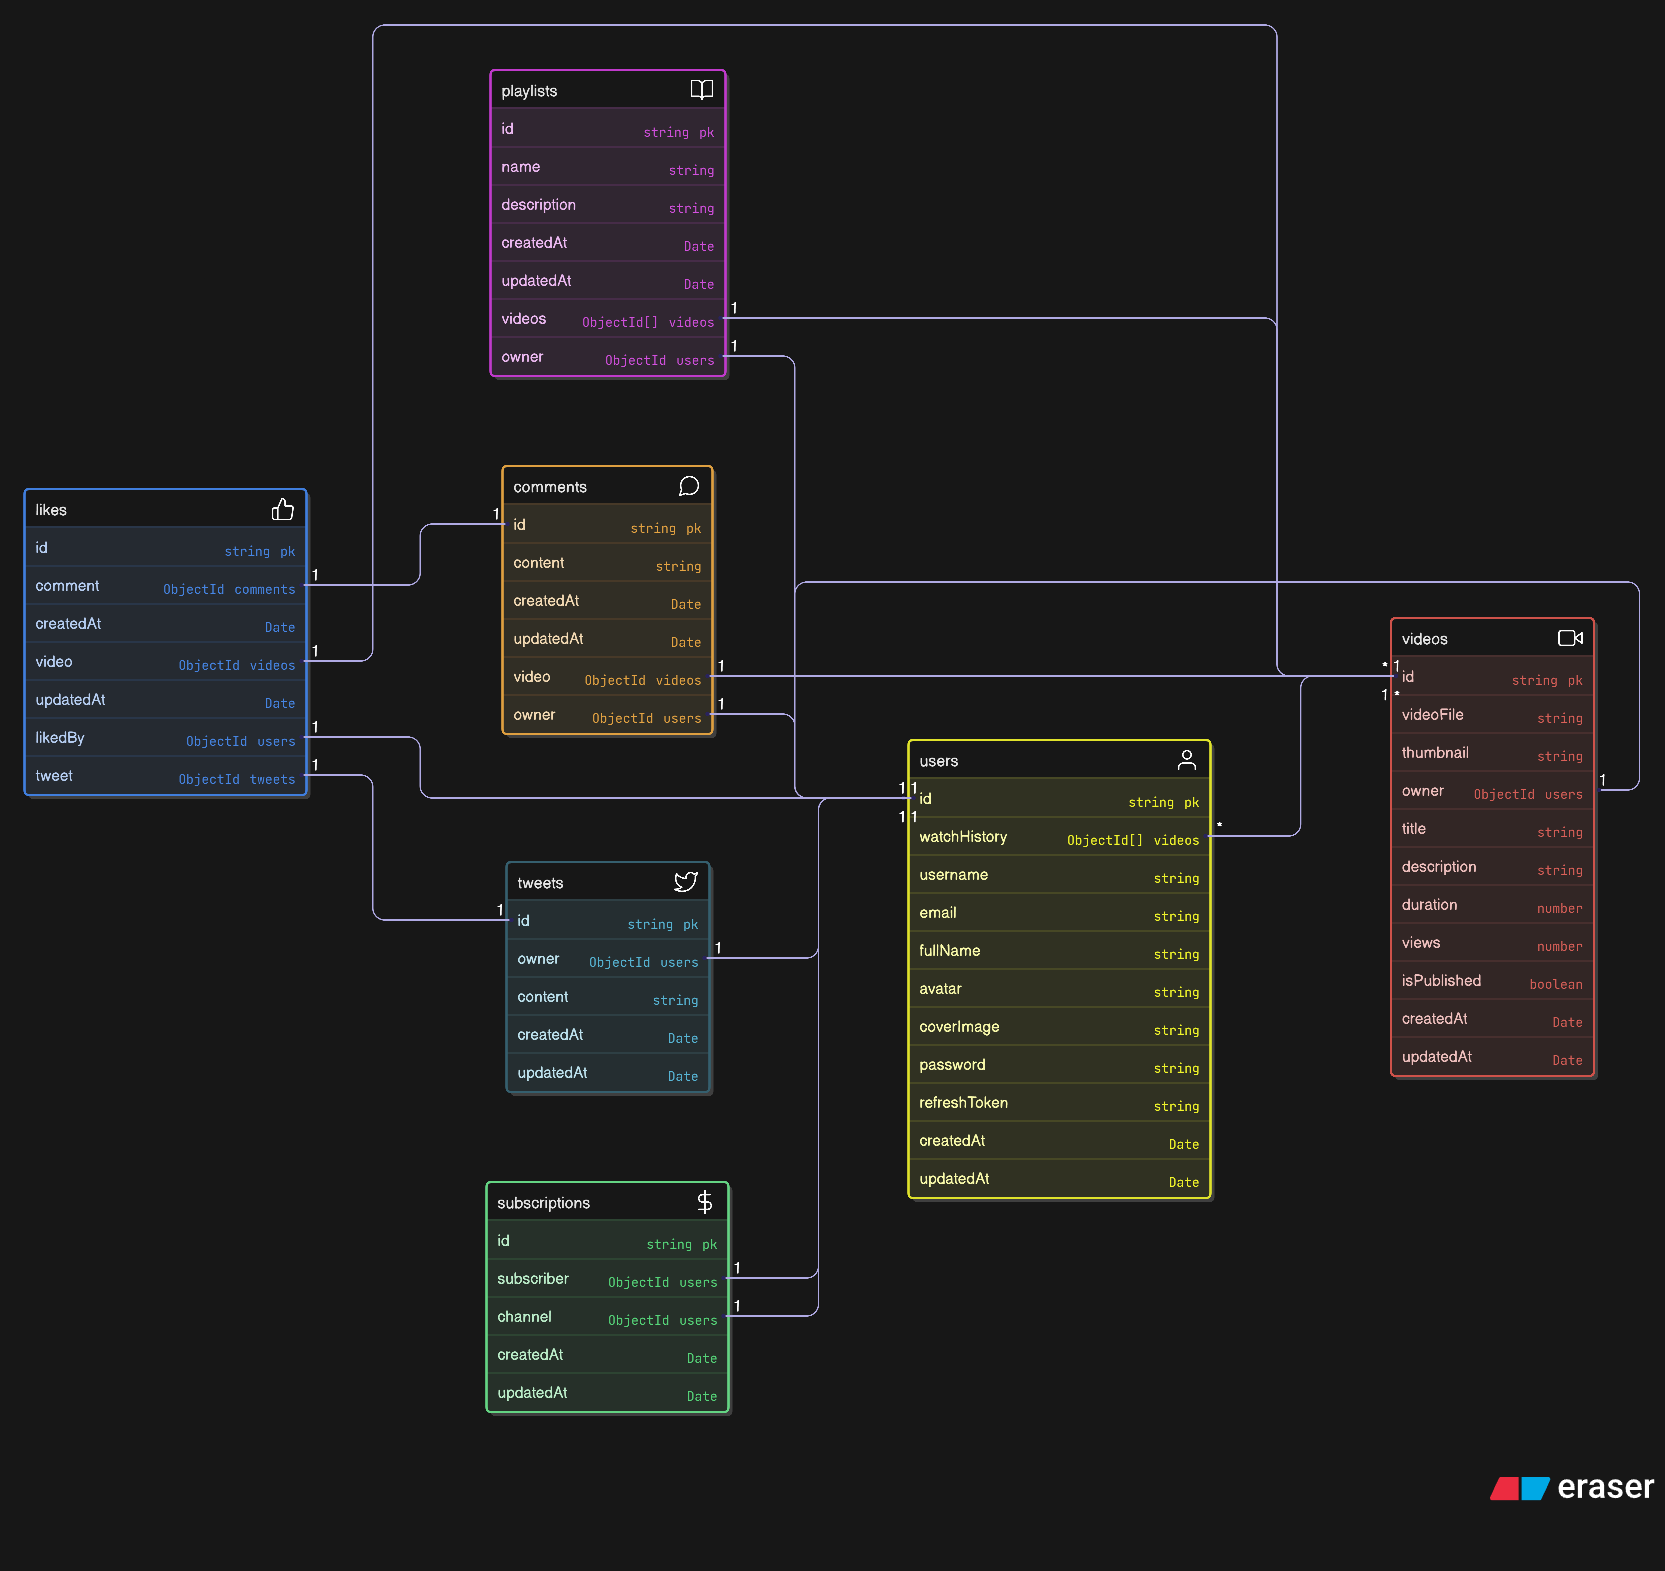 playlists
id string pk
name string
description string
createdAt Date
updatedAt Date
videos ObjectId[] videos 1
owner ObjectId users 1
likes
id string pk
comment ObjectId comments 1
createdAt Date
video ObjectId videos 1
updatedAt Date
likedBy ObjectId users 1
tweet ObjectId tweets 1
comments
1 id string pk
content string
createdAt Date
updatedAt Date
video ObjectId videos 1
owner ObjectId users 1
tweets
1 id string pk
owner ObjectId users 1
content string
createdAt Date
updatedAt Date
subscriptions
id string pk
subscriber ObjectId users 1
channel ObjectId users 1
createdAt Date
updatedAt Date
users
1 1
id string pk
1 1
watchHistory ObjectId[] videos *
username string
email string
fullName string
avatar string
coverImage string
password string
refreshToken string
createdAt Date
updatedAt Date
videos
* 1
id string pk
1 *
videoFile string
thumbnail string
owner ObjectId users 1
title string
description string
duration number
views number
isPublished boolean
createdAt Date
updatedAt Date
eraser